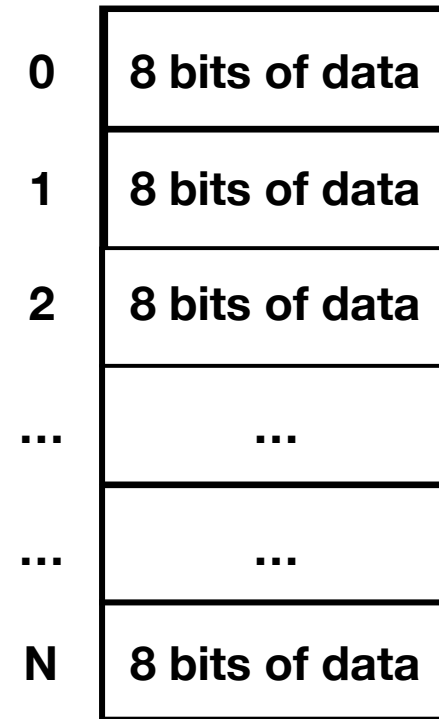 0 8 bits of data
1 8 bits of data
2 8 bits of data
... ...
... ...
N 8 bits of data